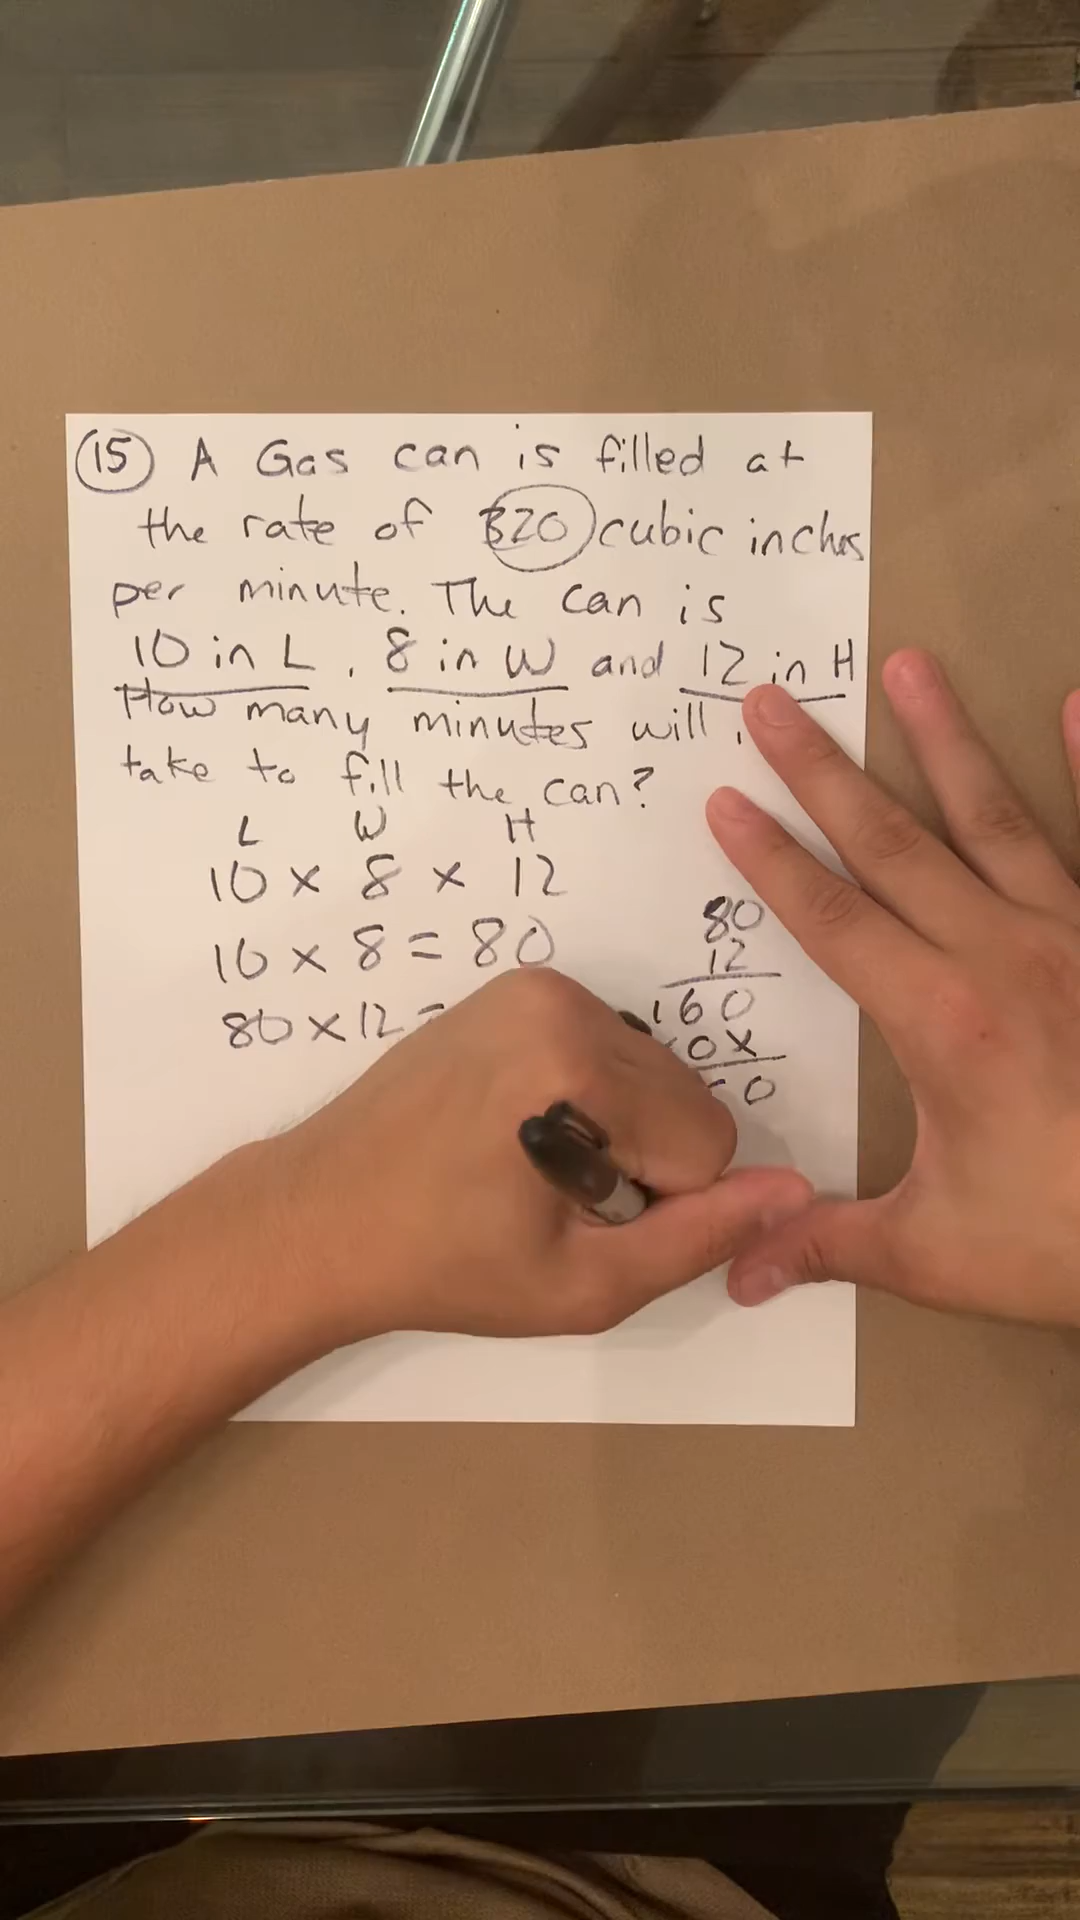 15 A Gas can is filled at
the rate of 320 cubic inches
per minute. The can is
10 in L, 8 in W and 12 in H
How many minutes will
take to fill the can?
L W H
10 x 8 x 12
10 x 8 = 80
80 x 12 =
80
12
160
0x
0